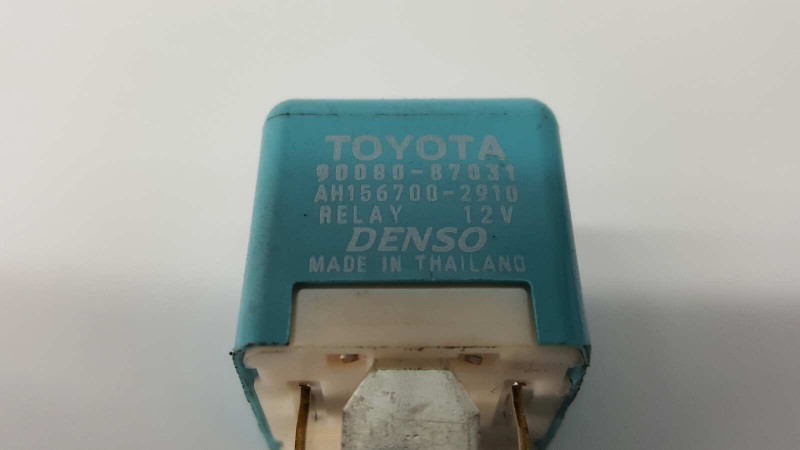 TOYOTA
90080-87031
AH156700-2910
RELAY 12V
DENSO
MADE IN THAILAND